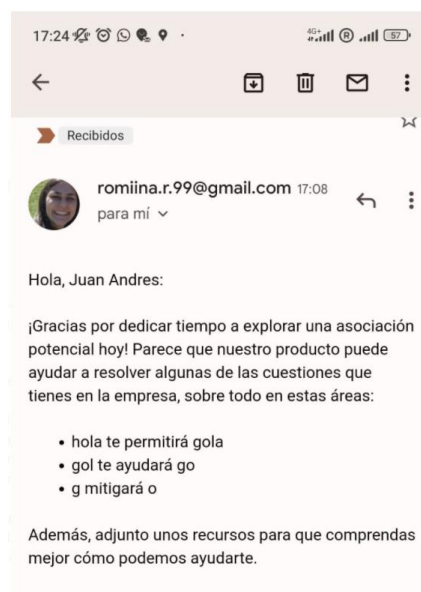 17:24
4G+
R
57
Recibidos
romiina.r.99@gmail.com 17:08
para mí
Hola, Juan Andres:
¡Gracias por dedicar tiempo a explorar una asociación
potencial hoy! Parece que nuestro producto puede
ayudar a resolver algunas de las cuestiones que
tienes en la empresa, sobre todo en estas áreas:
• hola te permitirá gola
• gol te ayudará go
• g mitigará o
Además, adjunto unos recursos para que comprendas
mejor cómo podemos ayudarte.